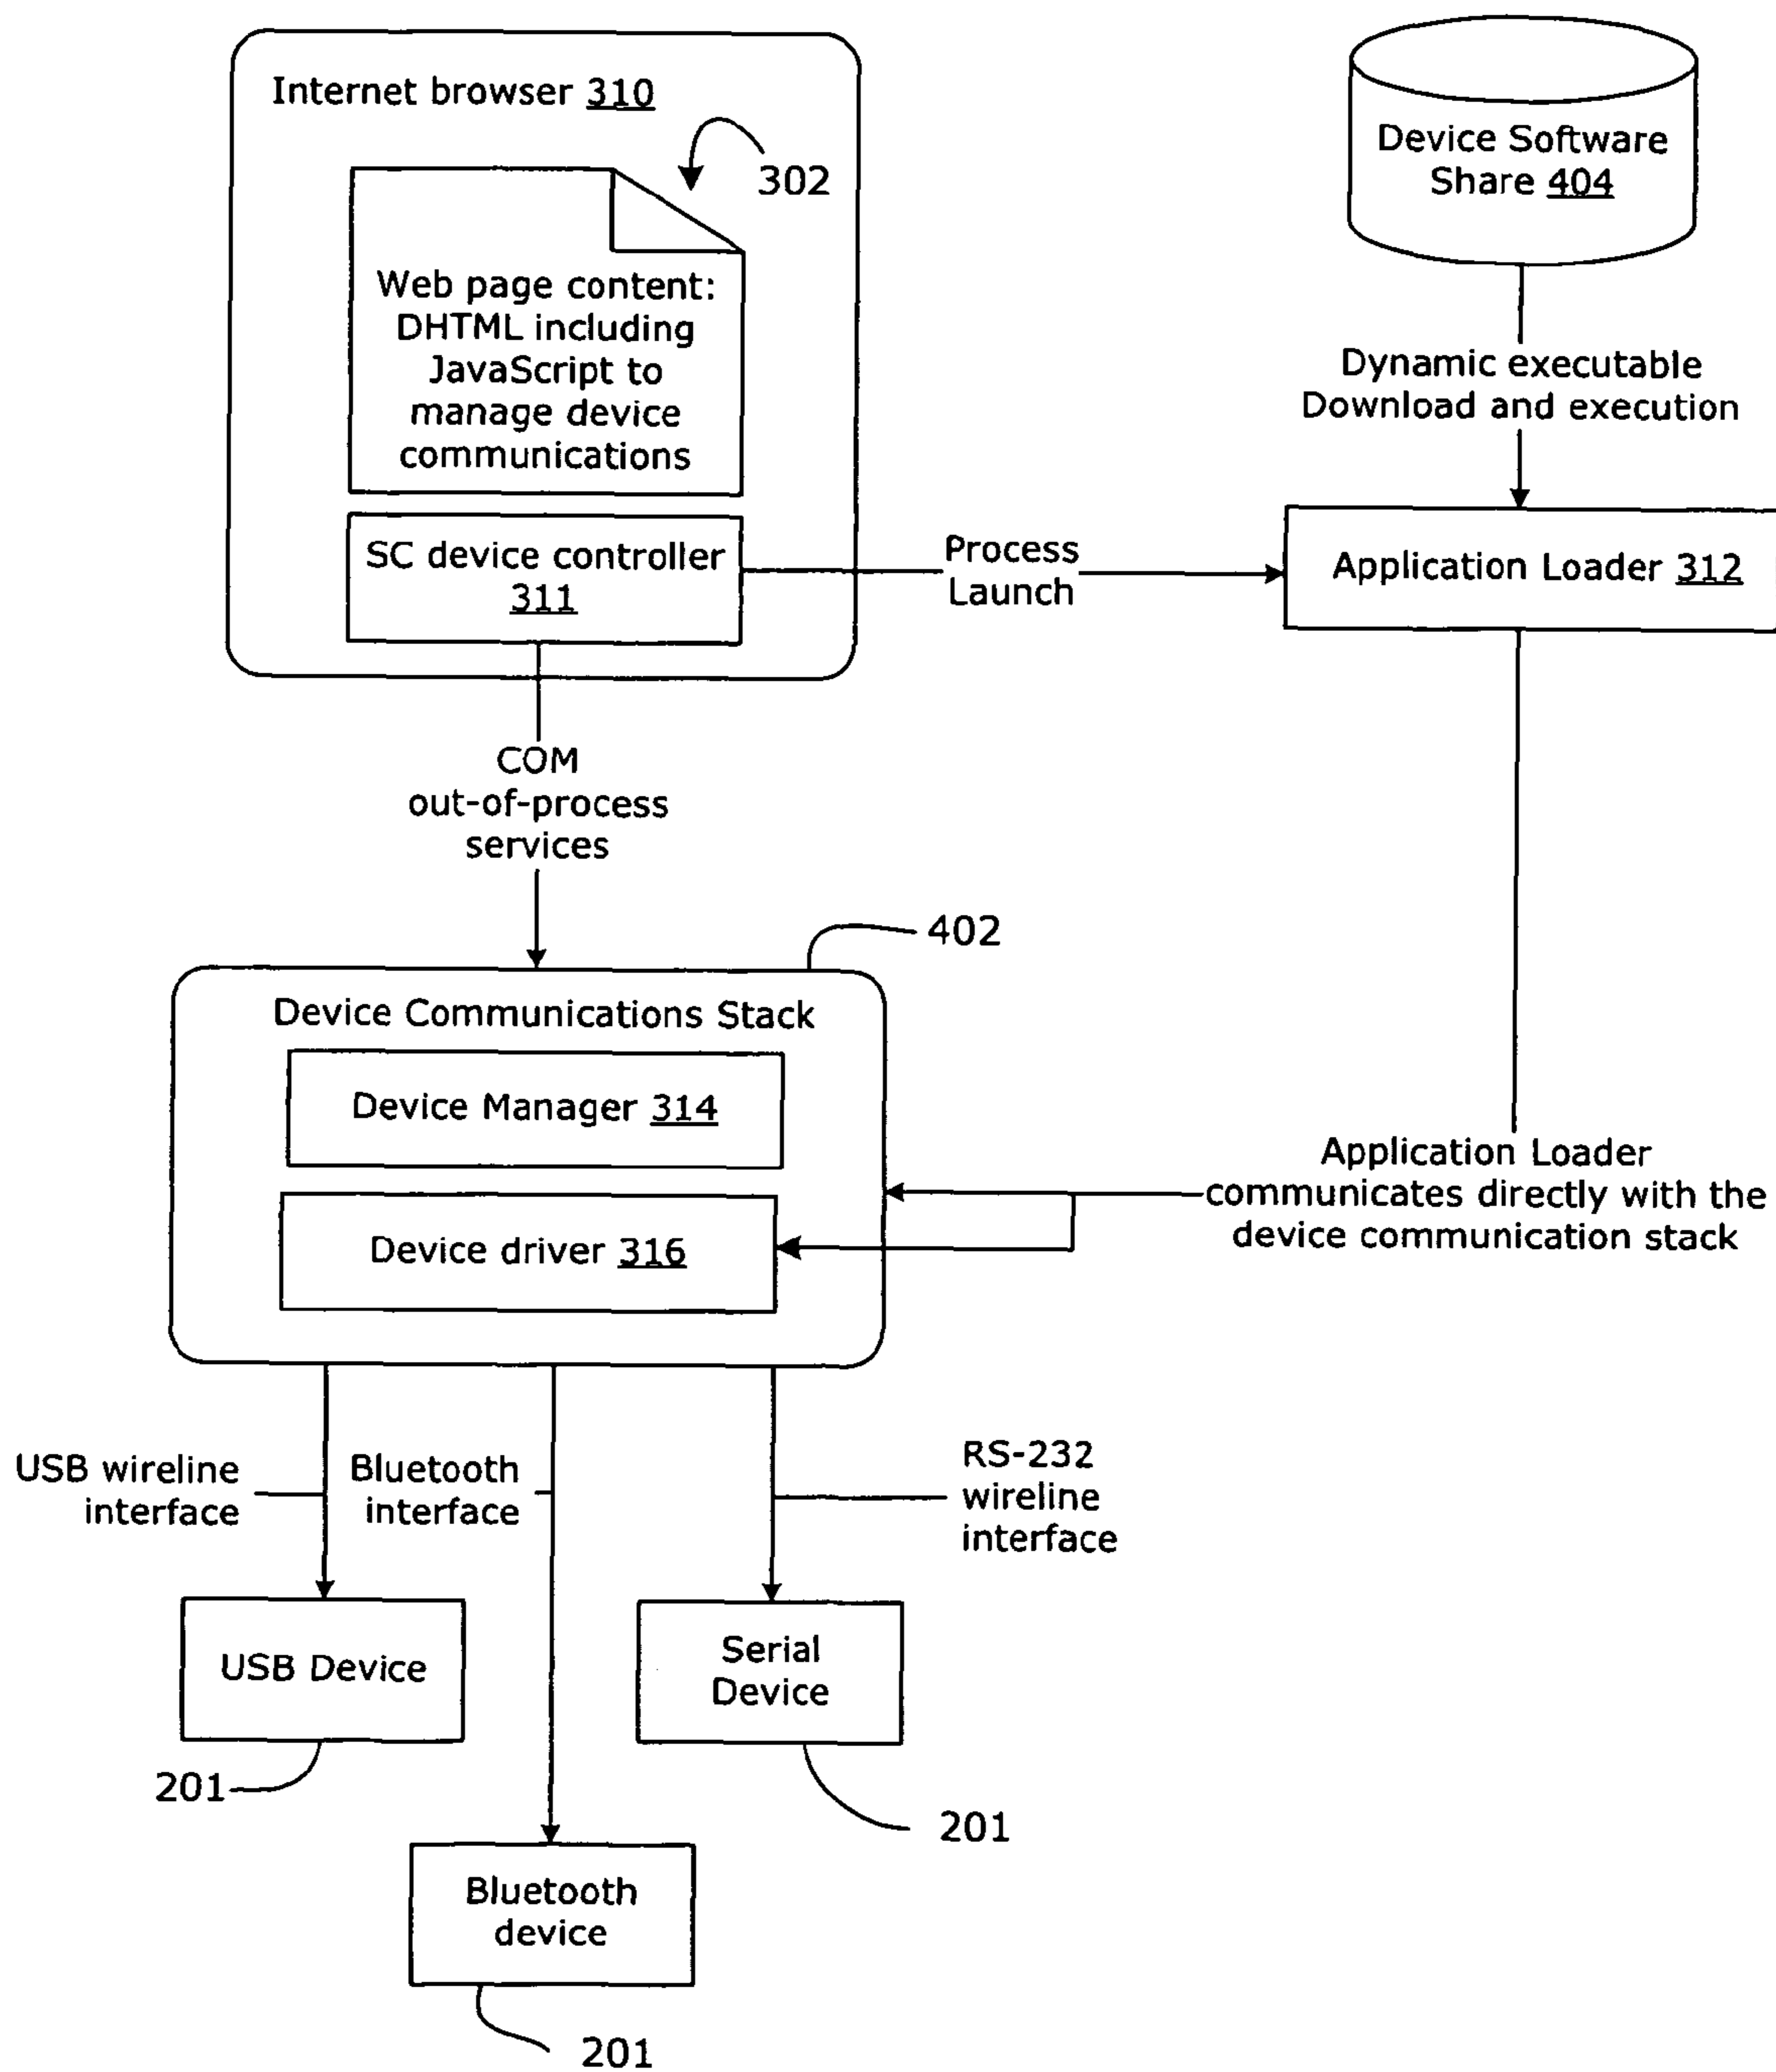 Internet browser 310
302
Web page content:
DHTML including
JavaScript to
manage device
communications
SC device controller
311
Process
Launch
Device Software
Share 404
Dynamic executable
Download and execution
Application Loader 312
COM
out-of-process
services
402
Device Communications Stack
Device Manager 314
Device driver 316
Application Loader
communicates directly with the
device communication stack
USB wireline
interface
Bluetooth
interface
RS-232
wireline
interface
USB Device
201
Serial
Device
201
Bluetooth
device
201